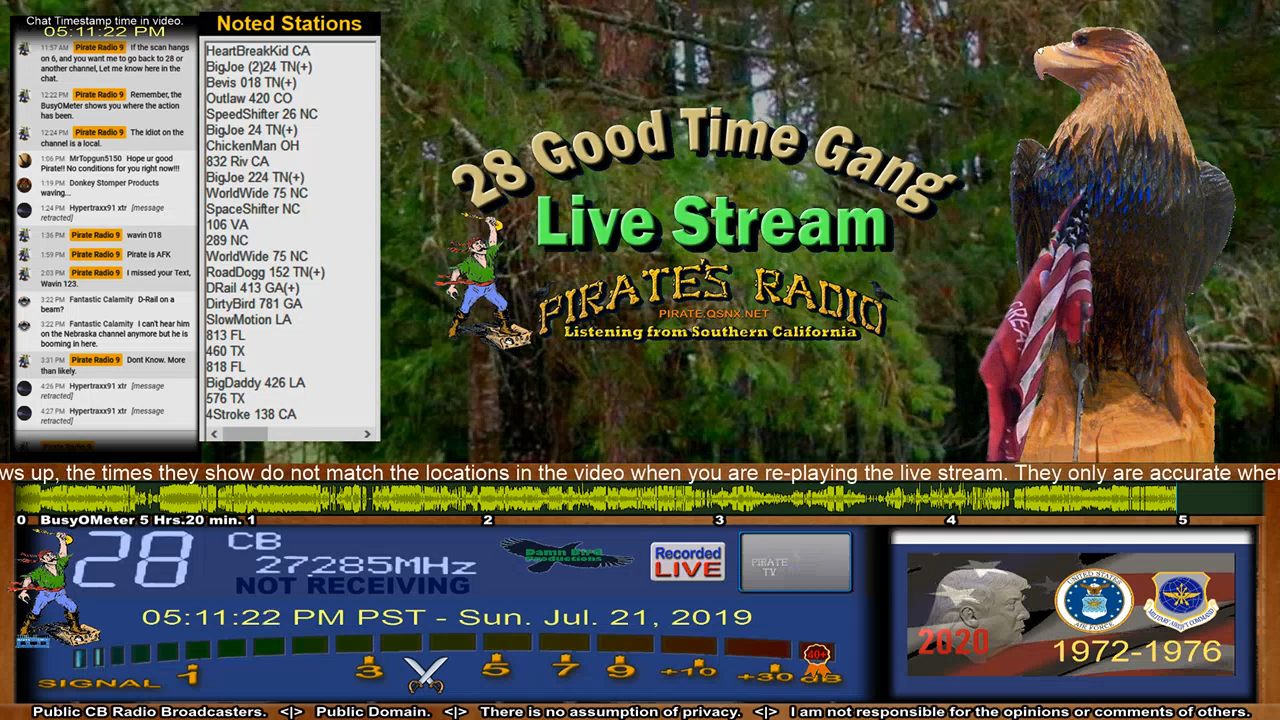 Chat Timestamp time in video.
05:11:22 PM
11:57 AM Pirate Radio 9 If the scan hangs
on 6, and you want me to go back to 28 or
another channel, Let me know here in the
chat.
12:22 PM Pirate Radio 9 Remember, the
BusyOMeter shows you where the action
has been.
12:24 PM Pirate Radio 9 The idiot on the
channel is a local.
1:06 PM MrTopgun5150 Hope ur good
Pirate!! No conditions for you right now!!!
1:19 PM Donkey Stomper Products
waving...
1:24 PM Hypertraxx91 xtr [message
retracted]
1:36 PM Pirate Radio 9 wavin 018
1:59 PM Pirate Radio 9 Pirate is AFK
2:03 PM Pirate Radio 9 I missed your Text,
Wavin 123.
3:22 PM Fantastic Calamity D-Rail on a
beam?
3:22 PM Fantastic Calamity I can't hear him
on the Nebraska channel anymore but he is
booming in here.
3:31 PM Pirate Radio 9 Dont Know. More
than likely.
4:26 PM Hypertraxx91 xtr [message
retracted]
4:27 PM Hypertraxx91 xtr [message
retracted]
Noted Stations
HeartBreakKid CA
BigJoe (2)24 TN(+)
Bevis 018 TN(+)
Outlaw 420 CO
SpeedShifter 26 NC
BigJoe 24 TN(+)
ChickenMan OH
832 Riv CA
BigJoe 224 TN(+)
WorldWide 75 NC
SpaceShifter NC
106 VA
289 NC
WorldWide 75 NC
RoadDogg 152 TN(+)
DRail 413 GA(+)
DirtyBird 781 GA
SlowMotion LA
813 FL
460 TX
818 FL
BigDaddy 426 LA
576 TX
4Stroke 138 CA
28 Good Time Gang
Live Stream
PIRATE'S RADIO
PIRATE.QSNX.NET
Listening from Southern California
ws up, the times they show do not match the locations in the video when you are re-playing the live stream. They only are accurate when
0 BusyOMeter 5 Hrs.20 min. 1 2 3 4 5
28
CB
27285MHz
NOT RECEIVING
Damn Bird
Productions
Recorded
LIVE
PIRATE
TV
05:11:22 PM PST - Sun. Jul. 21, 2019
SIGNAL 1 3 5 7 9 +10 +30 40+ dB
2020
UNITED STATES
AIR FORCE
MILITARY AIRLIFT COMMAND
1972-1976
Public CB Radio Broadcasters. <|> Public Domain. <|> There is no assumption of privacy. <|> I am not responsible for the opinions or comments of others.